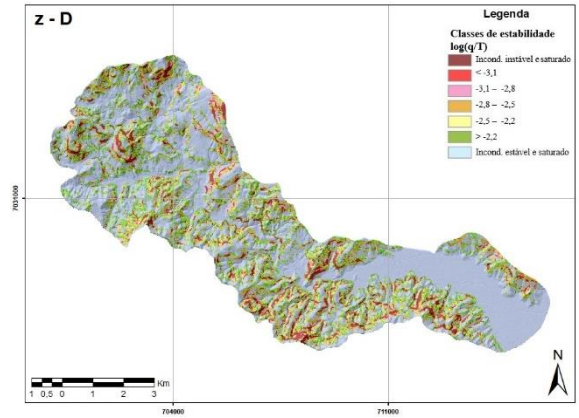 z - D
Legenda
Classes de estabilidade
log(q/T)
Incond. instável e saturado
< -3,1
-3,1 – -2,8
-2,8 – -2,5
-2,5 – -2,2
> -2,2
Incond. estável e saturado
7031000
1 0,5 0 1 2 3 Km
N
704000 711000